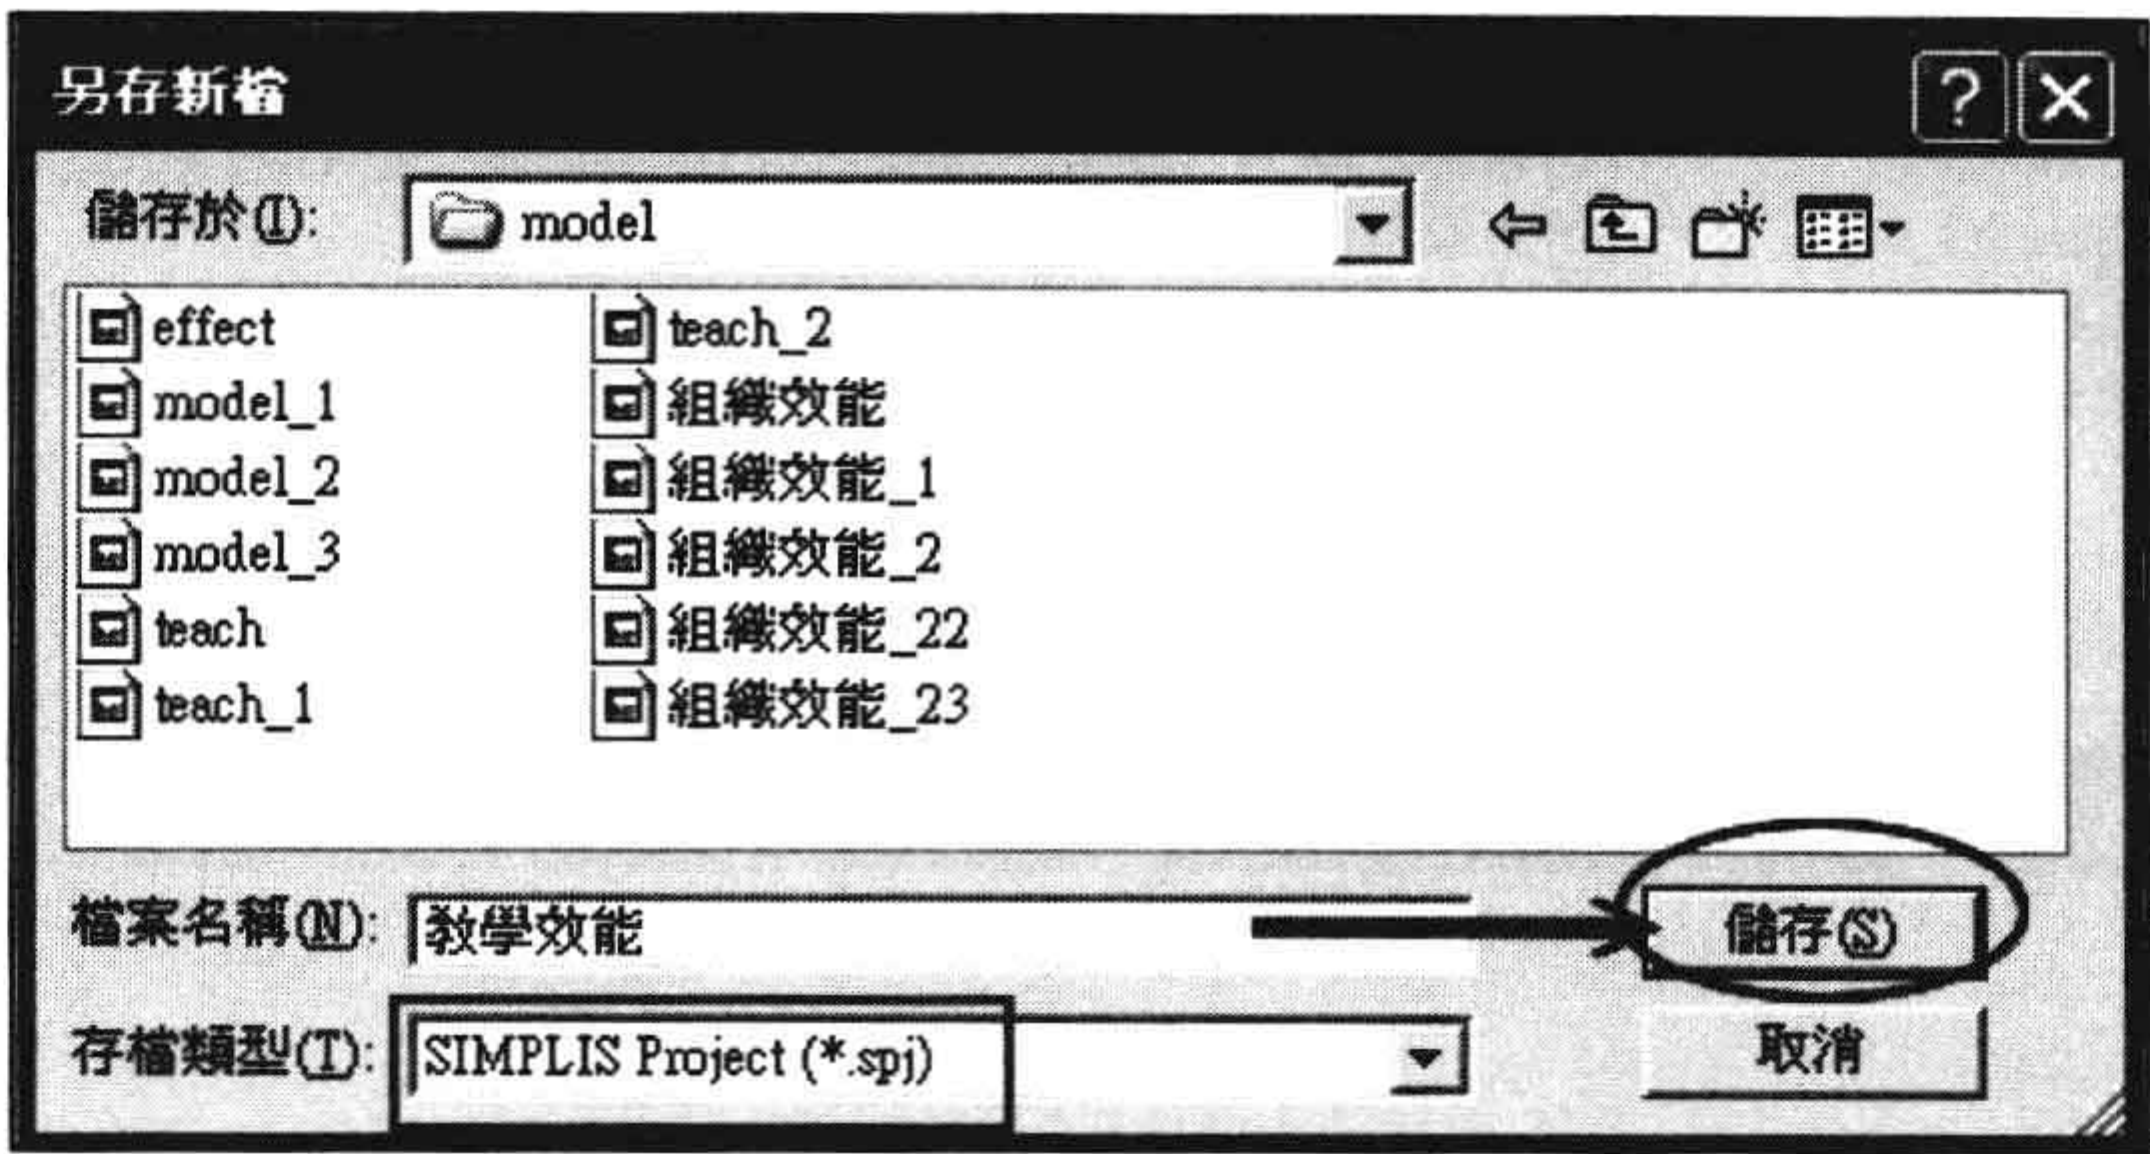 另存新檔
儲存於(I):
model
effect
model_1
model_2
model_3
teach
teach_1
teach_2
組織效能
組織效能_1
組織效能_2
組織效能_22
組織效能_23
檔案名稱(N):
教學效能
儲存(S)
存檔類型(T):
SIMPLIS Project (*.spj)
取消